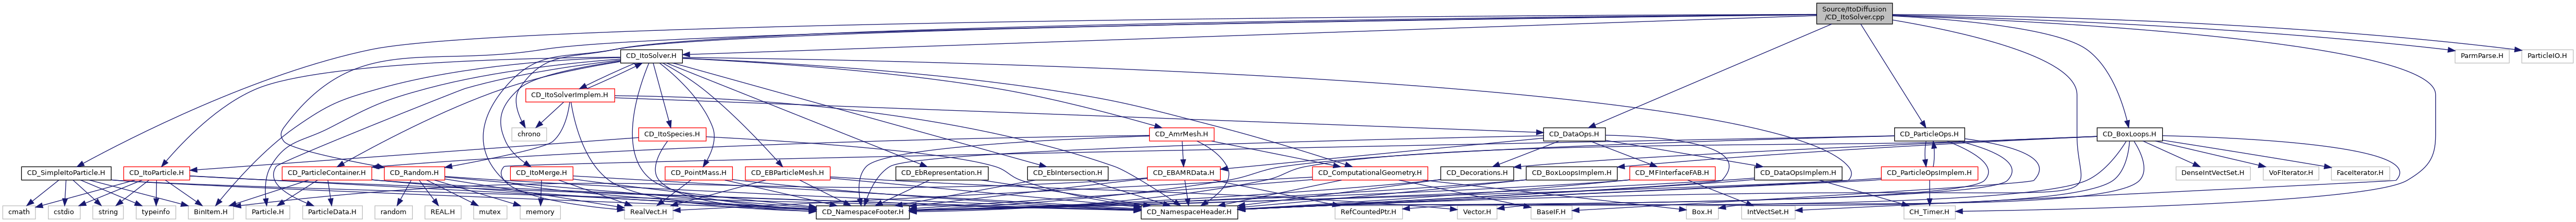 Source/ItoDiffusion
/CD_ItoSolver.cpp
CD_ItoSolver.H
ParmParse.H
ParticleIO.H
CD_ItoSolverImplem.H
chrono
CD_ItoSpecies.H
CD_AmrMesh.H
CD_DataOps.H
CD_ParticleOps.H
CD_BoxLoops.H
CD_SimpleItoParticle.H
CD_ItoParticle.H
CD_ParticleContainer.H
CD_Random.H
CD_ItoMerge.H
CD_PointMass.H
CD_EBParticleMesh.H
CD_EbRepresentation.H
CD_EbIntersection.H
CD_EBAMRData.H
CD_ComputationalGeometry.H
CD_Decorations.H
CD_BoxLoopsImplem.H
CD_MFInterfaceFAB.H
CD_DataOpsImplem.H
CD_ParticleOpsImplem.H
DenseIntVectSet.H
VoFIterator.H
FaceIterator.H
cmath
cstdio
string
typeinfo
BinItem.H
Particle.H
ParticleData.H
random
REAL.H
mutex
memory
RealVect.H
CD_NamespaceFooter.H
CD_NamespaceHeader.H
RefCountedPtr.H
Vector.H
BaseIF.H
Box.H
IntVectSet.H
CH_Timer.H